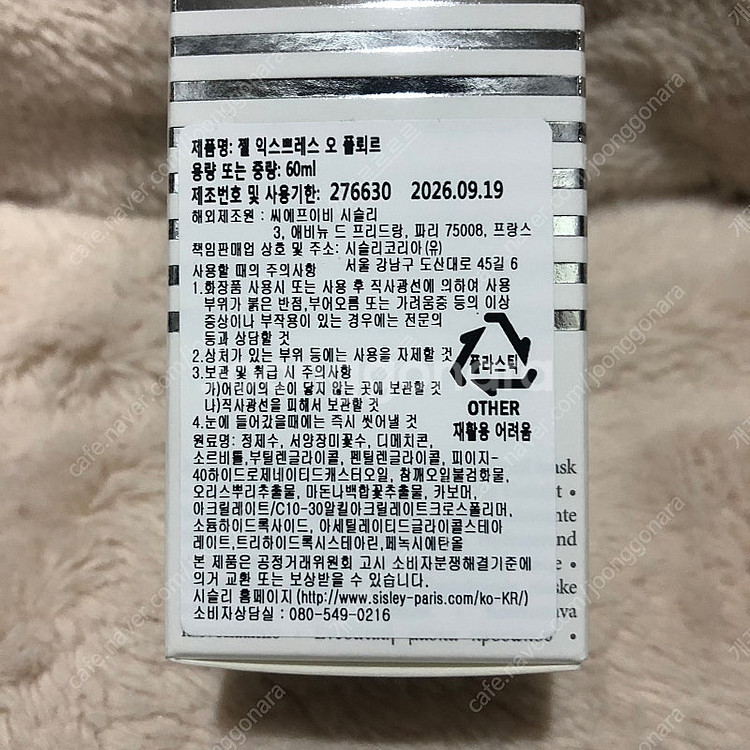 제품명: 젤 익스쁘레스 오 플뢰르
용량 또는 중량: 60ml
제조번호 및 사용기한: 276630 2026.09.19
해외제조원 : 씨에프이비 시슬리
3, 애비뉴 드 프리드랑, 파리 75008, 프랑스
책임판매업 상호 및 주소: 시슬리코리아(유)
서울 강남구 도산대로 45길 6
사용할 때의 주의사항
1.화장품 사용시 또는 사용 후 직사광선에 의하여 사용
부위가 붉은 반점,부어오름 또는 가려움증 등의 이상
증상이나 부작용이 있는 경우에는 전문의
등과 상담할 것
2.상처가 있는 부위 등에는 사용을 자제할 것
3.보관 및 취급 시 주의사항
가)어린이의 손이 닿지 않는 곳에 보관할 것
나)직사광선을 피해서 보관할 것
4.눈에 들어갔을때에는 즉시 씻어낼 것
플라스틱
OTHER
재활용 어려움
원료명: 정제수, 서양장미꽃수, 디메치콘,
소르비톨,부틸렌글라이콜, 펜틸렌글라이콜, 피이지-
40하이드로제네이티드캐스터오일, 참깨오일불검화물,
오리스뿌리추출물, 마돈나백합꽃추출물, 카보머,
아크릴레이트/C10-30알킬아크릴레이트크로스폴리머,
소듐하이드록사이드, 아세틸레이티드글라이콜스테아
레이트,트리하이드록시스테아린,페녹시에탄올
본 제품은 공정거래위원회 고시 소비자분쟁해결기준에
의거 교환 또는 보상받을 수 있습니다.
시슬리 홈페이지(http://www.sisley-paris.com/ko-KR/)
소비자상담실 : 080-549-0216
cafe.naver.com/joonggonara